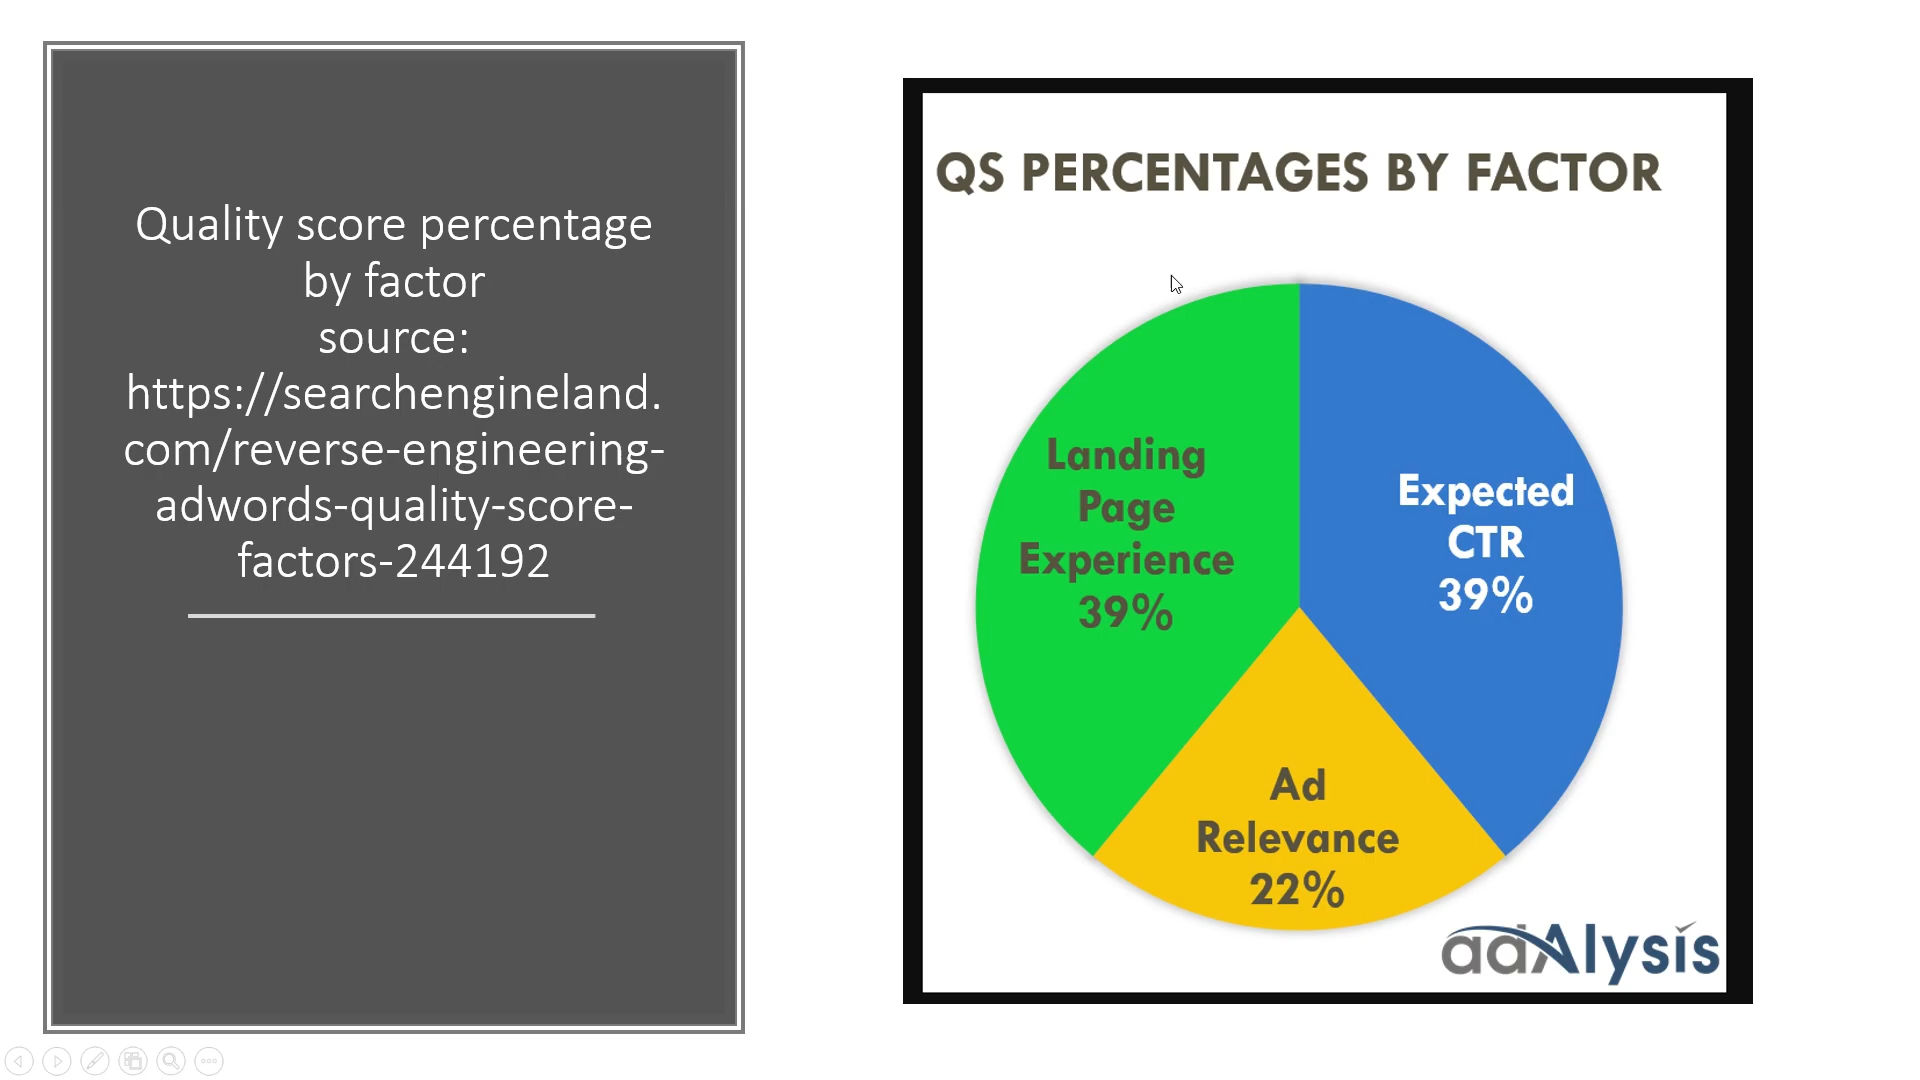 Quality score percentage
by factor
source:
https://searchengineland.
com/reverse-engineering-
adwords-quality-score-
factors-244192
QS PERCENTAGES BY FACTOR
Landing
Page
Experience
39%
Expected
CTR
39%
Ad
Relevance
22%
adAlysis